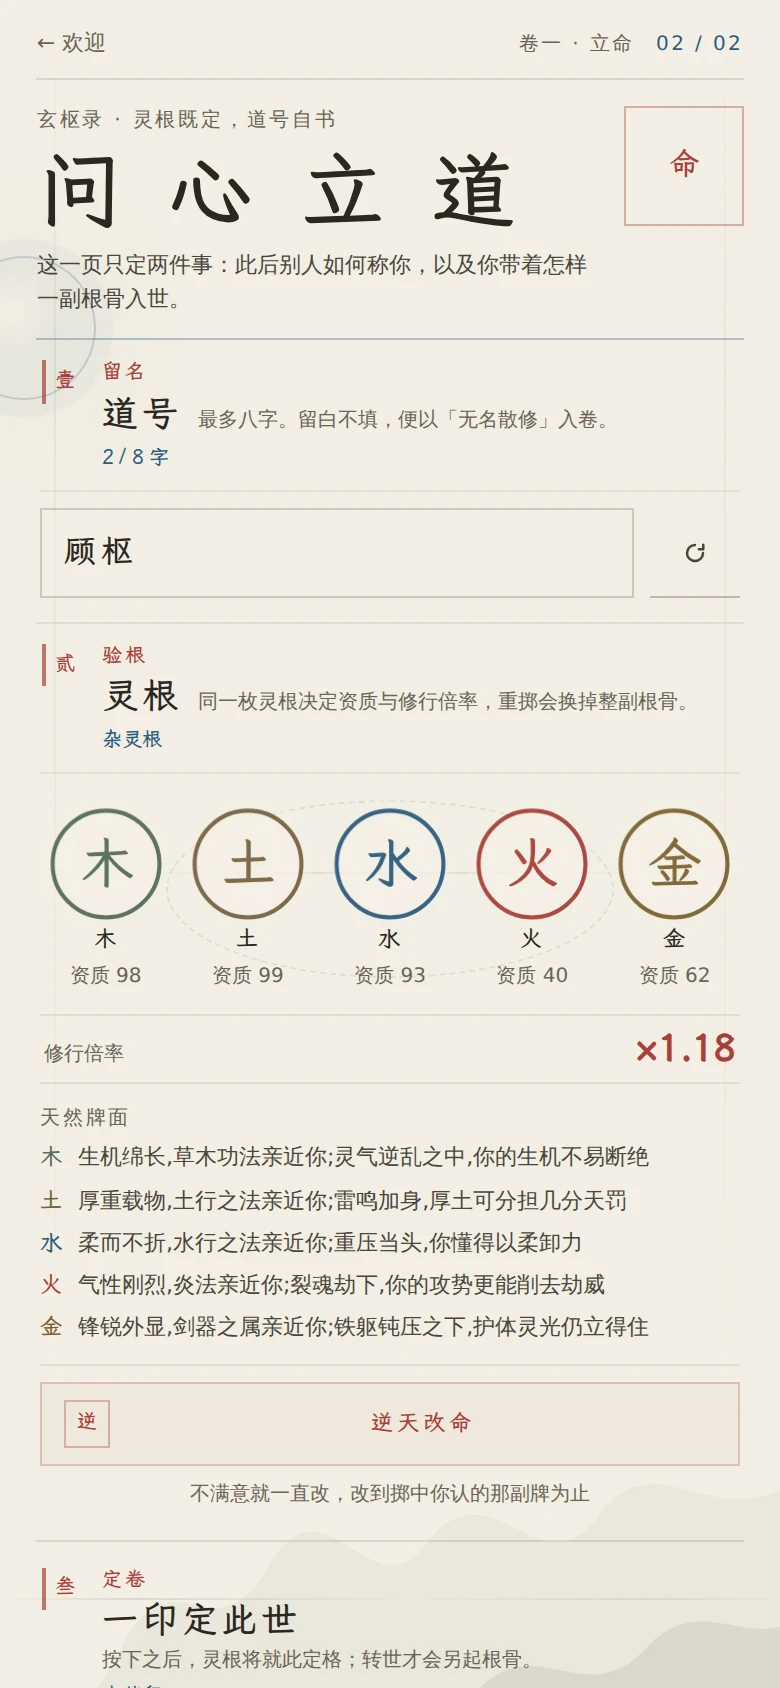 ← 欢迎
卷一 · 立命 02 / 02
玄枢录 · 灵根既定，道号自书
问心立道
命
这一页只定两件事：此后别人如何称你，以及你带着怎样
一副根骨入世。
壹
留名
道号 最多八字。留白不填，便以「无名散修」入卷。
2 / 8 字
顾枢
贰
验根
灵根 同一枚灵根决定资质与修行倍率，重掷会换掉整副根骨。
杂灵根
木 土 水 火 金
木 土 水 火 金
资质 98 资质 99 资质 93 资质 40 资质 62
修行倍率 ×1.18
天然牌面
木 生机绵长,草木功法亲近你;灵气逆乱之中,你的生机不易断绝
土 厚重载物,土行之法亲近你;雷鸣加身,厚土可分担几分天罚
水 柔而不折,水行之法亲近你;重压当头,你懂得以柔卸力
火 气性刚烈,炎法亲近你;裂魂劫下,你的攻势更能削去劫威
金 锋锐外显,剑器之属亲近你;铁躯钝压之下,护体灵光仍立得住
逆 逆天改命
不满意就一直改，改到掷中你认的那副牌为止
叁
定卷
一印定此世
按下之后，灵根将就此定格；转世才会另起根骨。